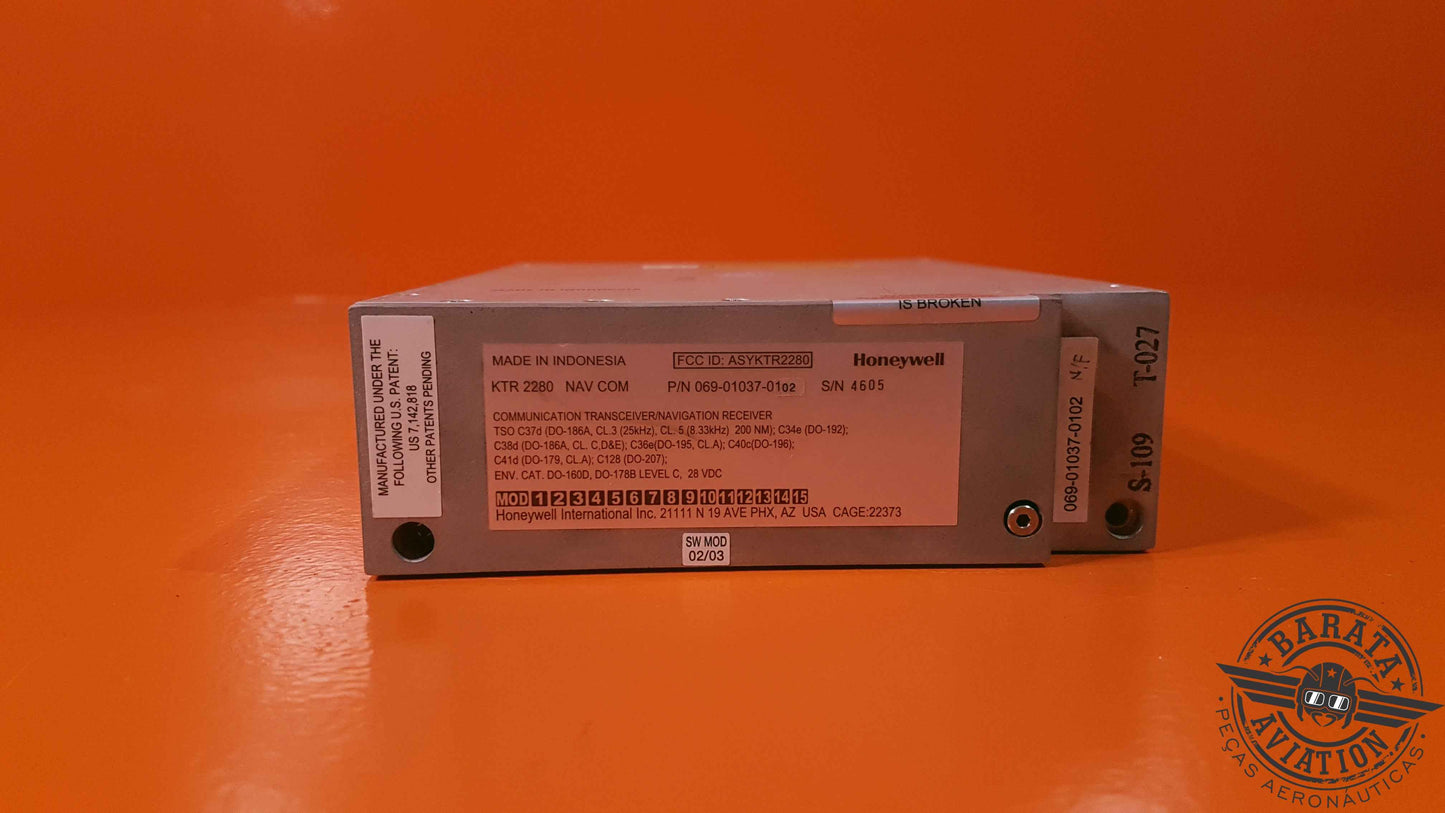 IS BROKEN
MANUFACTURED UNDER THE
FOLLOWING U.S. PATENT:
US 7,142,818
OTHER PATENTS PENDING
MADE IN INDONESIA FCC ID: ASYKTR2280 Honeywell
KTR 2280 NAV COM P/N 069-01037-0102 S/N 4605
COMMUNICATION TRANSCEIVER/NAVIGATION RECEIVER
TSO C37d (DO-186A, CL.3 (25kHz), CL. 5 (8.33kHz) 200 NM); C34e (DO-192);
C38d (DO-186A, CL. C,D&E); C36e(DO-195, CL.A); C40c(DO-196);
C41d (DO-179, CL.A); C128 (DO-207);
ENV. CAT. DO-160D, DO-178B LEVEL C, 28 VDC
MOD 1 2 3 4 5 6 7 8 9 10 11 12 13 14 15
Honeywell International Inc. 21111 N 19 AVE PHX, AZ USA CAGE:22373
SW MOD
02/03
069-01037-0102 N/F
S-109 T-027
BARATA
AVIATION
PEÇAS AERONÁUTICAS